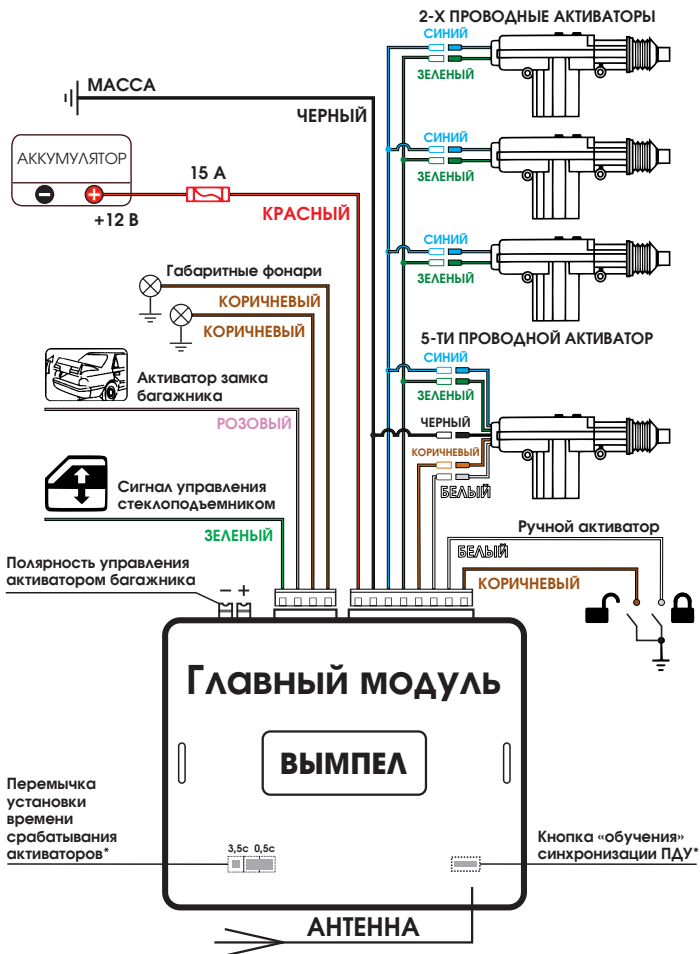 2-Х ПРОВОДНЫЕ АКТИВАТОРЫ
СИНИЙ
ЗЕЛЕНЫЙ
МАССА
ЧЕРНЫЙ
СИНИЙ
ЗЕЛЕНЫЙ
АККУМУЛЯТОР
15 А
+12 В
КРАСНЫЙ
СИНИЙ
ЗЕЛЕНЫЙ
Габаритные фонари
КОРИЧНЕВЫЙ
КОРИЧНЕВЫЙ
5-ТИ ПРОВОДНОЙ АКТИВАТОР
СИНИЙ
ЗЕЛЕНЫЙ
ЧЕРНЫЙ
КОРИЧНЕВЫЙ
БЕЛЫЙ
Активатор замка
багажника
РОЗОВЫЙ
Сигнал управления
стеклоподъемником
ЗЕЛЕНЫЙ
Ручной активатор
БЕЛЫЙ
КОРИЧНЕВЫЙ
Полярность управления
активатором багажника
− +
Главный модуль
ВЫМПЕЛ
Перемычка
установки
времени
срабатывания
активаторов*
3,5с 0,5с
Кнопка «обучения»
синхронизации ПДУ*
АНТЕННА